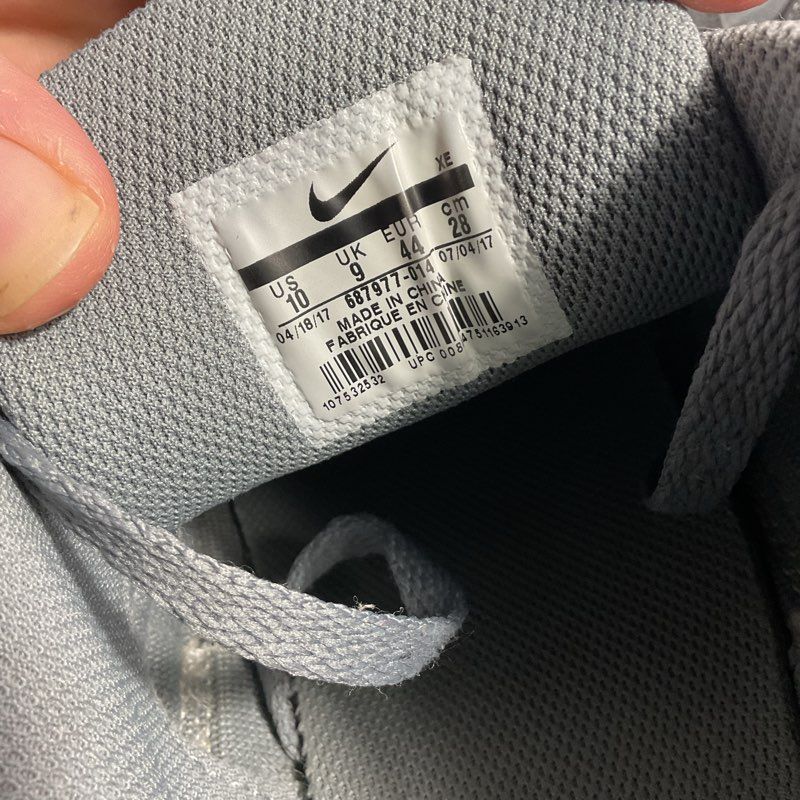 XE
US UK EUR cm
10 9 44 28
04/18/17 687977-014 07/04/17
MADE IN CHINA
FABRIQUE EN CHINE
107532532 UPC 00884751163913